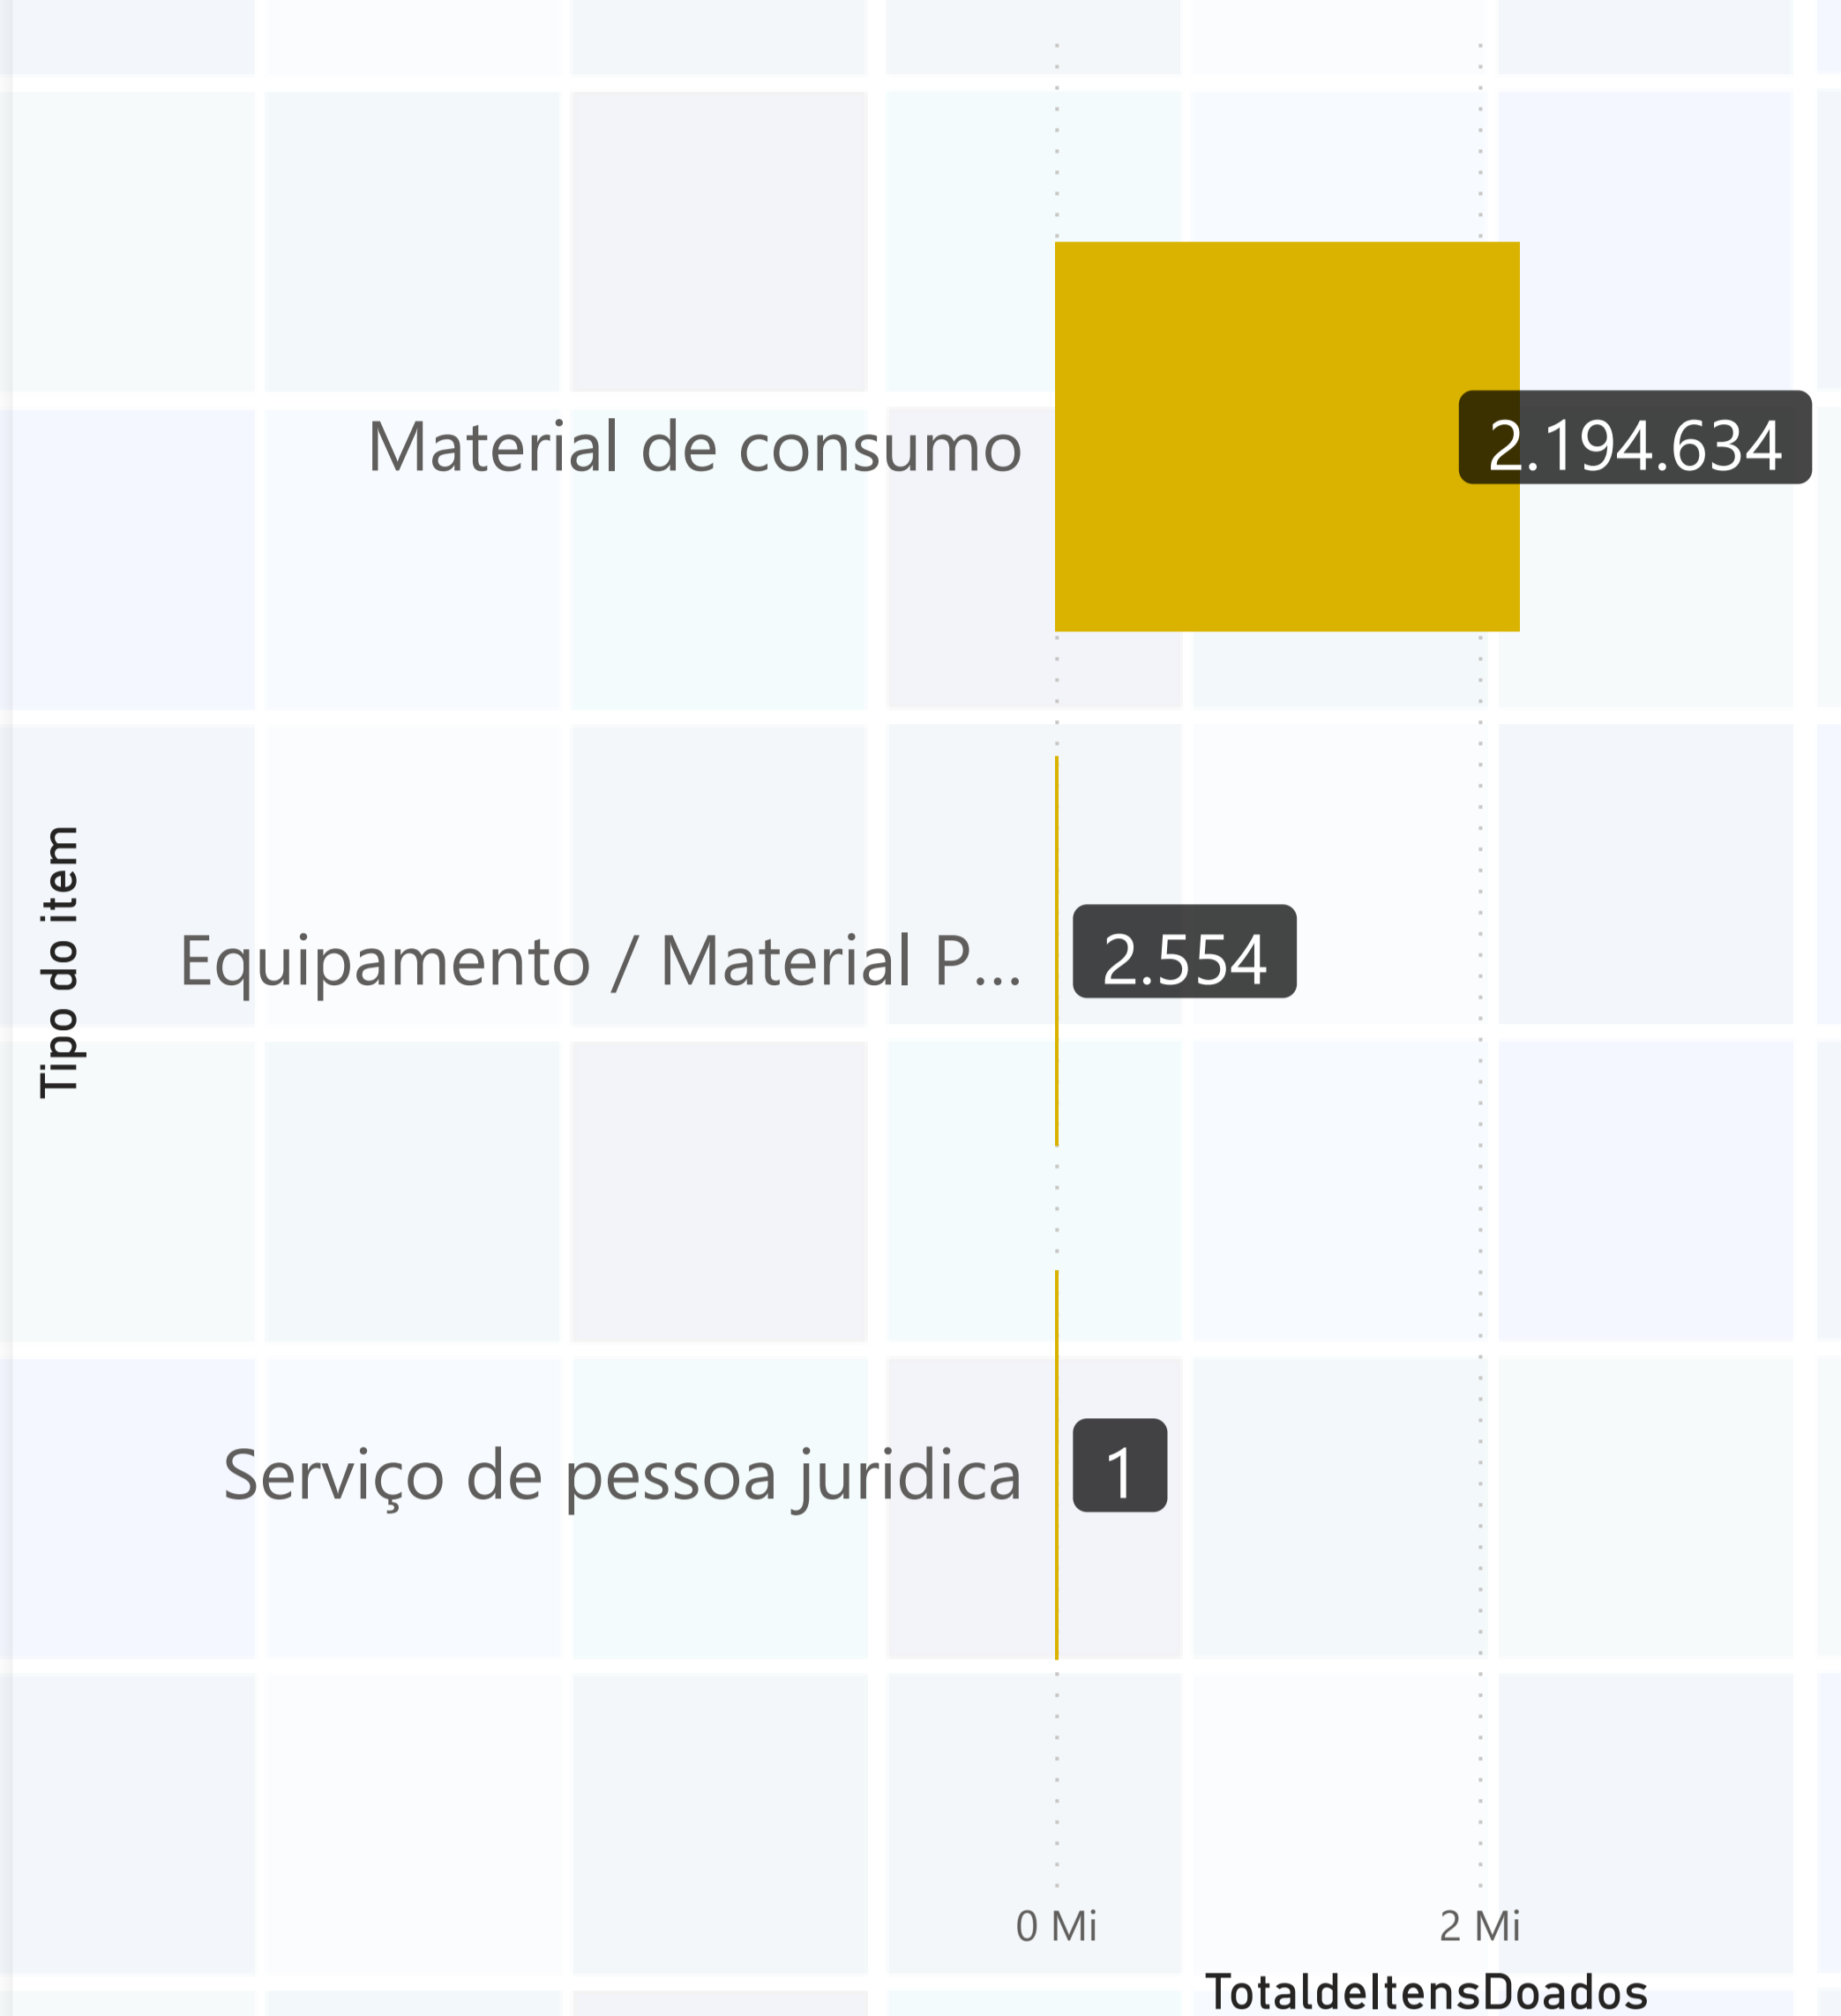 Tipo do item
Material de consumo
2.194.634
Equipamento / Material P...
2.554
Serviço de pessoa juridica
1
0 Mi
2 Mi
TotaldeItensDoados